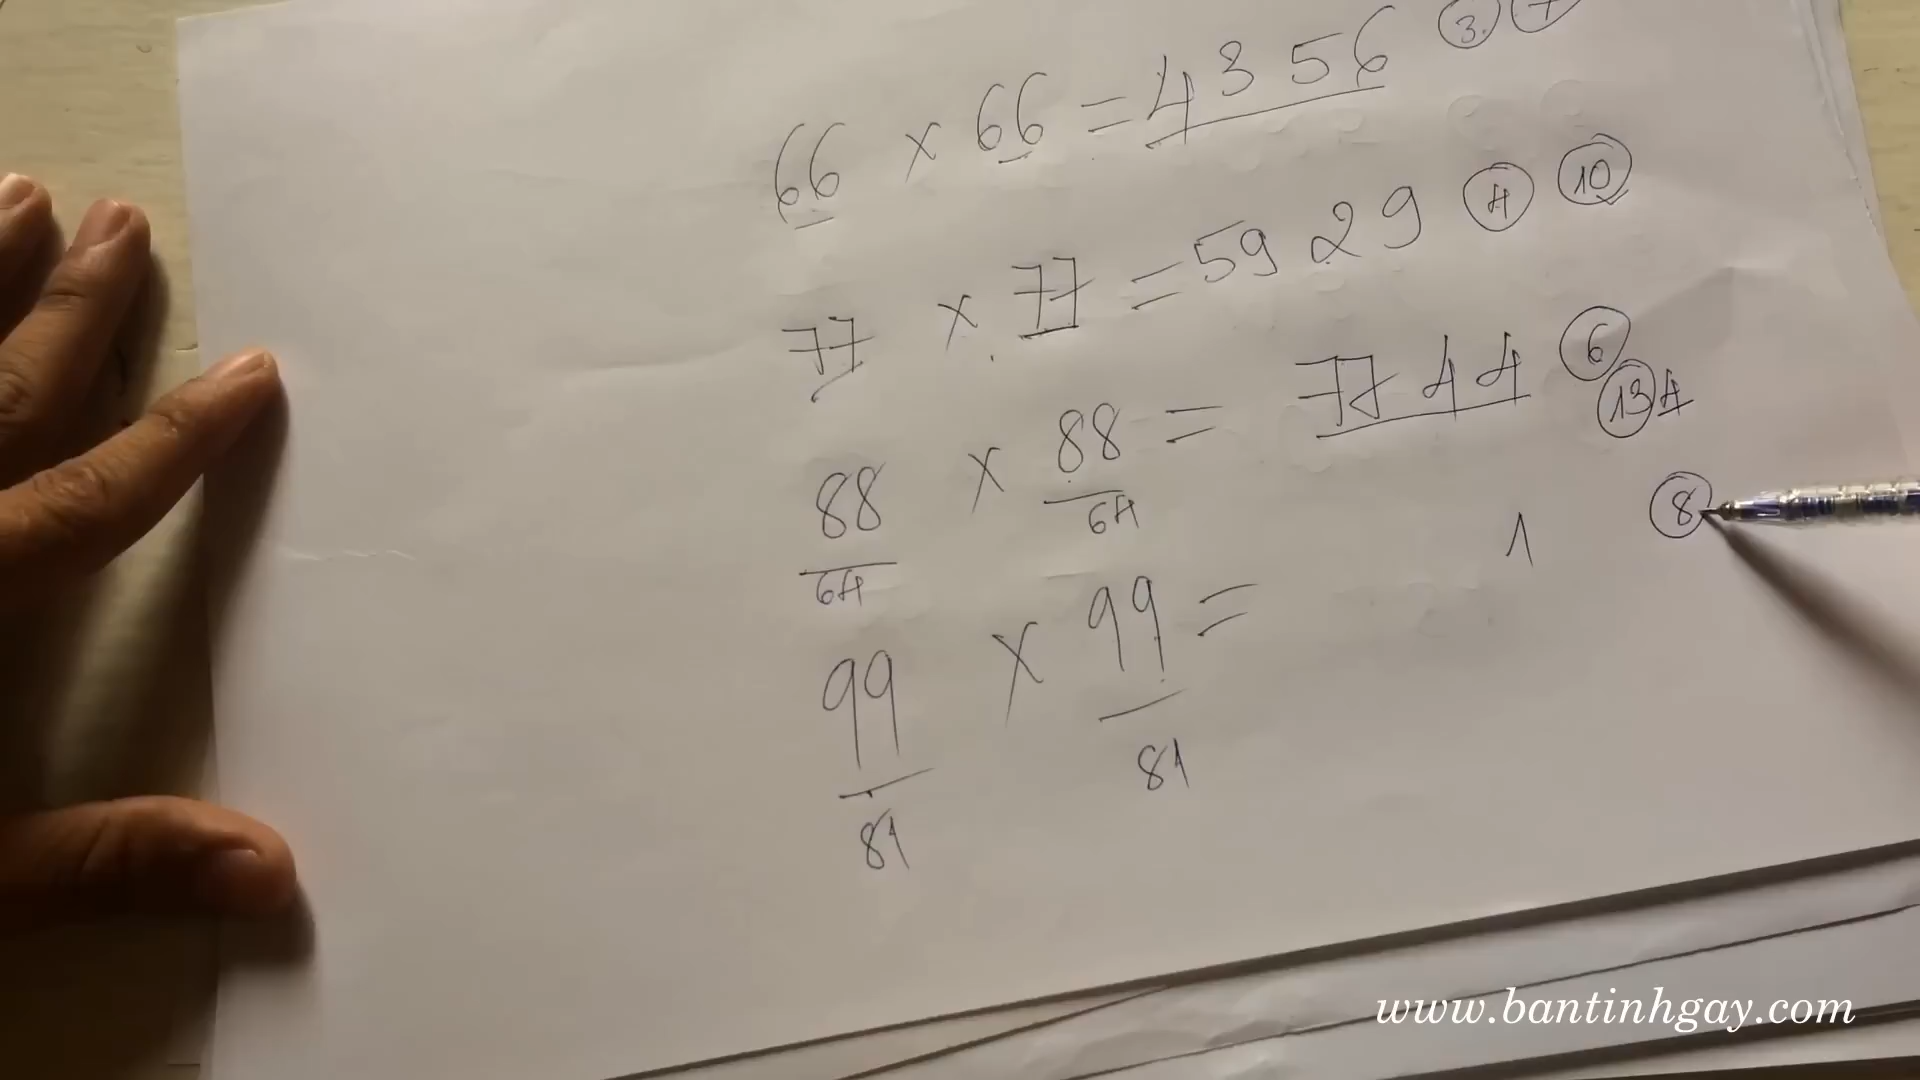 66 × 66 = 4356 3
77 × 77 = 5929 4 10
88 × 88 = 7744 6
64 64 13 4
99 × 99 = 1 8
81 81
www.bantinhgay.com